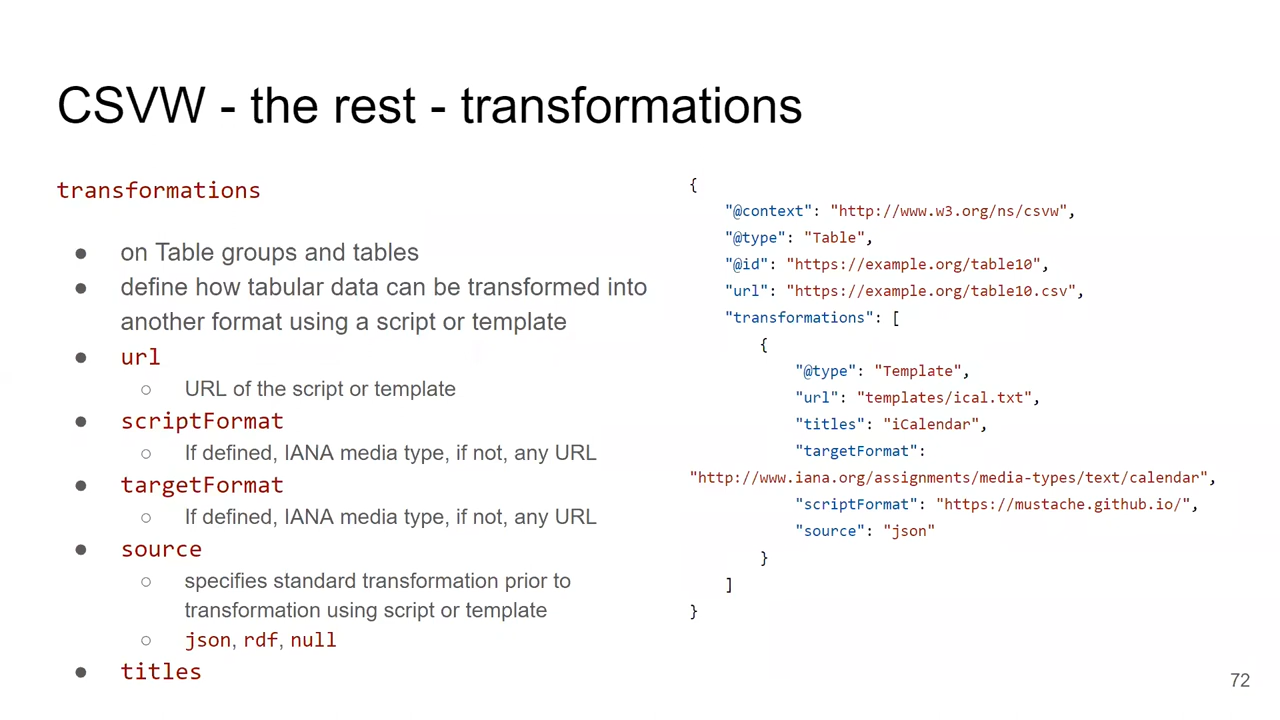 CSVW - the rest - transformations
transformations
● on Table groups and tables
● define how tabular data can be transformed into
another format using a script or template
● url
○ URL of the script or template
● scriptFormat
○ If defined, IANA media type, if not, any URL
● targetFormat
○ If defined, IANA media type, if not, any URL
● source
○ specifies standard transformation prior to
transformation using script or template
○ json, rdf, null
● titles
{
"@context": "http://www.w3.org/ns/csvw",
"@type": "Table",
"@id": "https://example.org/table10",
"url": "https://example.org/table10.csv",
"transformations": [
{
"@type": "Template",
"url": "templates/ical.txt",
"titles": "iCalendar",
"targetFormat":
"http://www.iana.org/assignments/media-types/text/calendar",
"scriptFormat": "https://mustache.github.io/",
"source": "json"
}
]
}
72